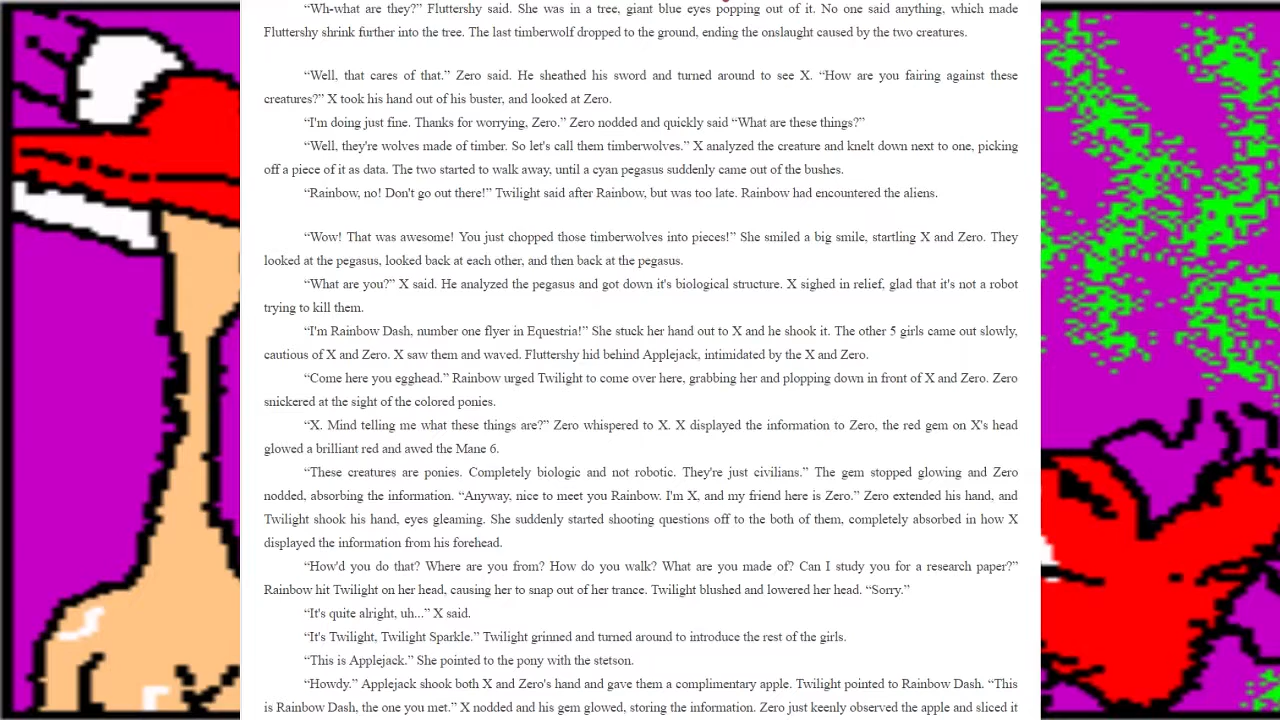 “Wh-what are they?” Fluttershy said. She was in a tree, giant blue eyes popping out of it. No one said anything, which made
Fluttershy shrink further into the tree. The last timberwolf dropped to the ground, ending the onslaught caused by the two creatures.
“Well, that cares of that.” Zero said. He sheathed his sword and turned around to see X. “How are you fairing against these
creatures?” X took his hand out of his buster, and looked at Zero.
“I'm doing just fine. Thanks for worrying, Zero.” Zero nodded and quickly said “What are these things?”
“Well, they're wolves made of timber. So let's call them timberwolves.” X analyzed the creature and knelt down next to one, picking
off a piece of it as data. The two started to walk away, until a cyan pegasus suddenly came out of the bushes.
“Rainbow, no! Don't go out there!” Twilight said after Rainbow, but was too late. Rainbow had encountered the aliens.
“Wow! That was awesome! You just chopped those timberwolves into pieces!” She smiled a big smile, startling X and Zero. They
looked at the pegasus, looked back at each other, and then back at the pegasus.
“What are you?” X said. He analyzed the pegasus and got down it's biological structure. X sighed in relief, glad that it's not a robot
trying to kill them.
“I'm Rainbow Dash, number one flyer in Equestria!” She stuck her hand out to X and he shook it. The other 5 girls came out slowly,
cautious of X and Zero. X saw them and waved. Fluttershy hid behind Applejack, intimidated by the X and Zero.
“Come here you egghead.” Rainbow urged Twilight to come over here, grabbing her and plopping down in front of X and Zero. Zero
snickered at the sight of the colored ponies.
“X. Mind telling me what these things are?” Zero whispered to X. X displayed the information to Zero, the red gem on X's head
glowed a brilliant red and awed the Mane 6.
“These creatures are ponies. Completely biologic and not robotic. They're just civilians.” The gem stopped glowing and Zero
nodded, absorbing the information. “Anyway, nice to meet you Rainbow. I'm X, and my friend here is Zero.” Zero extended his hand, and
Twilight shook his hand, eyes gleaming. She suddenly started shooting questions off to the both of them, completely absorbed in how X
displayed the information from his forehead.
“How'd you do that? Where are you from? How do you walk? What are you made of? Can I study you for a research paper?”
Rainbow hit Twilight on her head, causing her to snap out of her trance. Twilight blushed and lowered her head. “Sorry.”
“It's quite alright, uh...” X said.
“It's Twilight, Twilight Sparkle.” Twilight grinned and turned around to introduce the rest of the girls.
“This is Applejack.” She pointed to the pony with the stetson.
“Howdy.” Applejack shook both X and Zero's hand and gave them a complimentary apple. Twilight pointed to Rainbow Dash. “This
is Rainbow Dash, the one you met.” X nodded and his gem glowed, storing the information. Zero just keenly observed the apple and sliced it